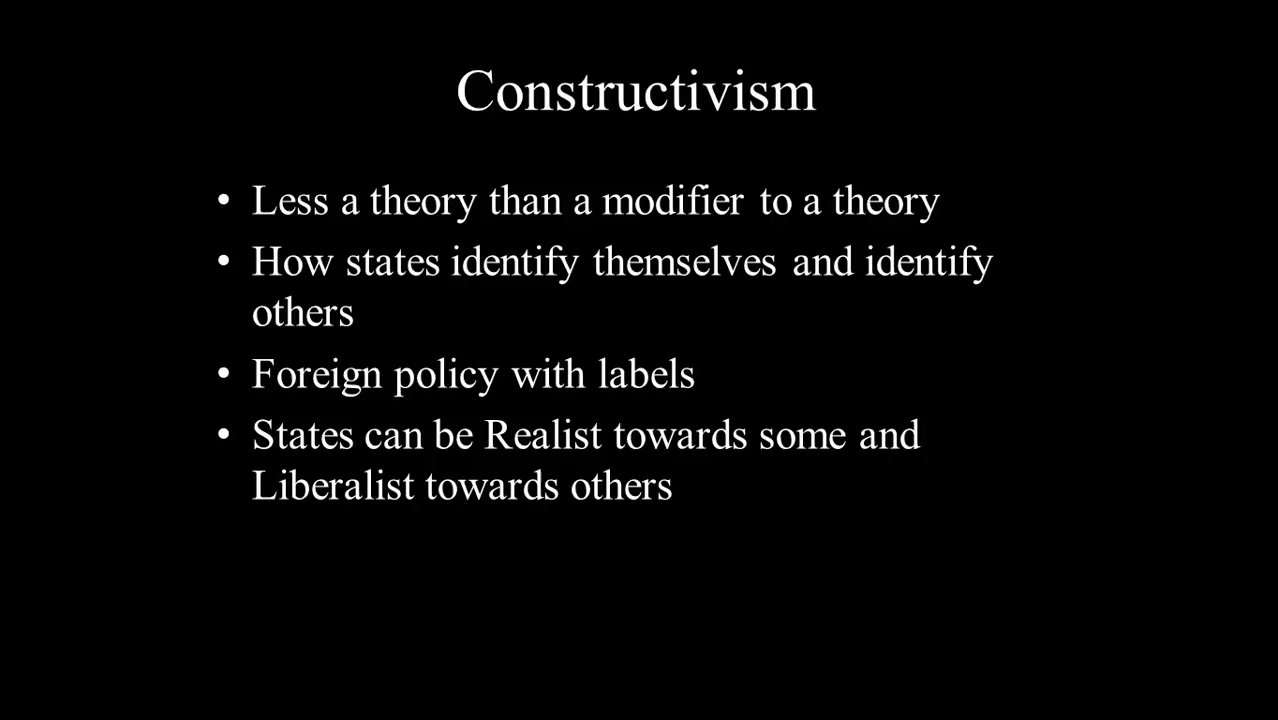 Constructivism
• Less a theory than a modifier to a theory
• How states identify themselves and identify
others
• Foreign policy with labels
• States can be Realist towards some and
Liberalist towards others